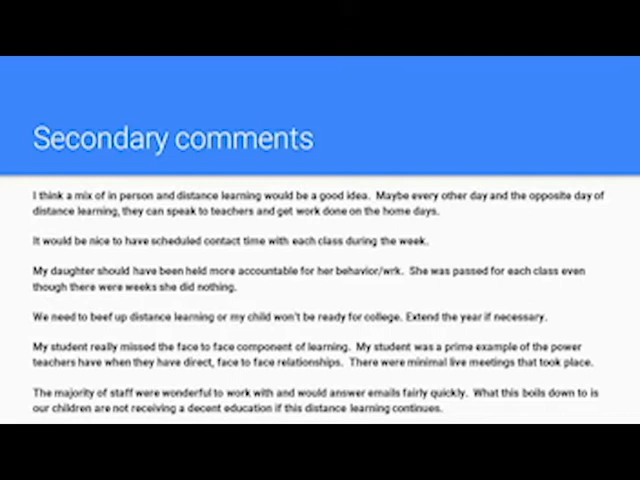 Secondary comments
I think a mix of in person and distance learning would be a good idea. Maybe every other day and the opposite day of
distance learning, they can speak to teachers and get work done on the home days.
It would be nice to have scheduled contact time with each class during the week.
My daughter should have been held more accountable for her behavior/wrk. She was passed for each class even
though there were weeks she did nothing.
We need to beef up distance learning or my child won't be ready for college. Extend the year if necessary.
My student really missed the face to face component of learning. My student was a prime example of the power
teachers have when they have direct, face to face relationships. There were minimal live meetings that took place.
The majority of staff were wonderful to work with and would answer emails fairly quickly. What this boils down to is
our children are not receiving a decent education if this distance learning continues.